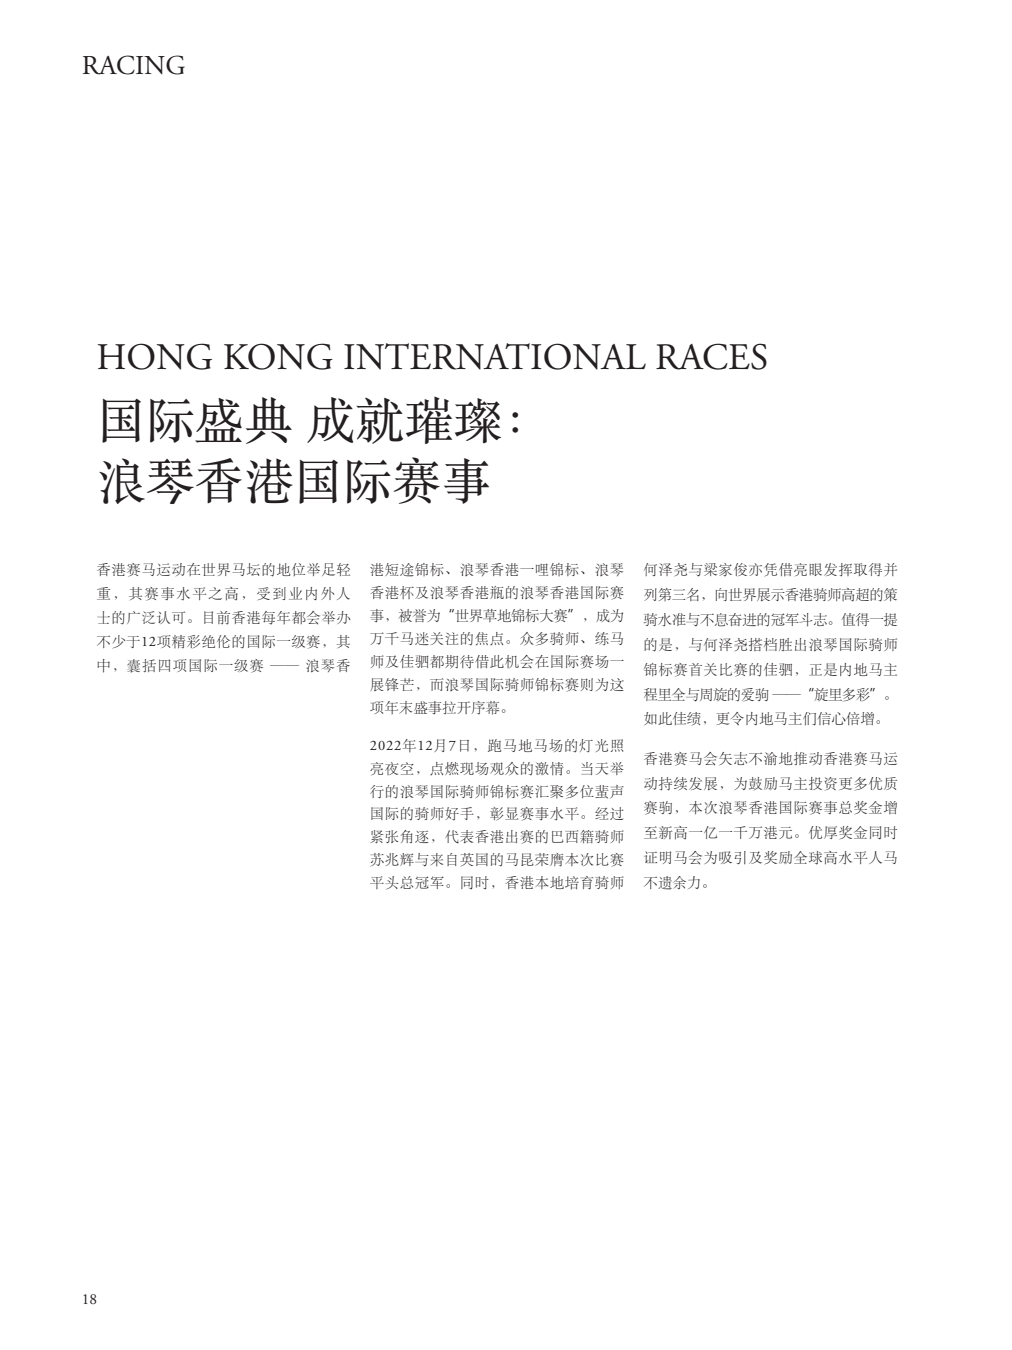 RACING
HONG KONG INTERNATIONAL RACES
国际盛典 成就璀璨：
浪琴香港国际赛事
香港赛马运动在世界马坛的地位举足轻
重，其赛事水平之高，受到业内外人
士的广泛认可。目前香港每年都会举办
不少于12项精彩绝伦的国际一级赛，其
中，囊括四项国际一级赛 —— 浪琴香
港短途锦标、浪琴香港一哩锦标、浪琴
香港杯及浪琴香港瓶的浪琴香港国际赛
事，被誉为“世界草地锦标大赛”，成为
万千马迷关注的焦点。众多骑师、练马
师及佳驷都期待借此机会在国际赛场一
展锋芒，而浪琴国际骑师锦标赛则为这
项年末盛事拉开序幕。
2022年12月7日，跑马地马场的灯光照
亮夜空，点燃现场观众的激情。当天举
行的浪琴国际骑师锦标赛汇聚多位蜚声
国际的骑师好手，彰显赛事水平。经过
紧张角逐，代表香港出赛的巴西籍骑师
苏兆辉与来自英国的马昆荣膺本次比赛
平头总冠军。同时，香港本地培育骑师
何泽尧与梁家俊亦凭借亮眼发挥取得并
列第三名，向世界展示香港骑师高超的策
骑水准与不息奋进的冠军斗志。值得一提
的是，与何泽尧搭档胜出浪琴国际骑师
锦标赛首关比赛的佳驷，正是内地马主
程里全与周旋的爱驹 ——“旋里多彩”。
如此佳绩，更令内地马主们信心倍增。
香港赛马会矢志不渝地推动香港赛马运
动持续发展，为鼓励马主投资更多优质
赛驹，本次浪琴香港国际赛事总奖金增
至新高一亿一千万港元。优厚奖金同时
证明马会为吸引及奖励全球高水平人马
不遗余力。
18